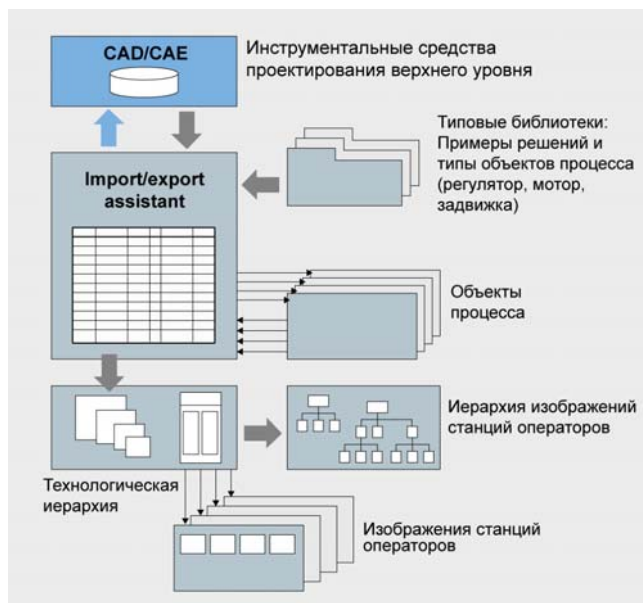 CAD/CAE
Инструментальные средства
проектирования верхнего уровня
Типовые библиотеки:
Примеры решений и
типы объектов процесса
(регулятор, мотор,
задвижка)
Import/export
assistant
Объекты
процесса
Иерархия изображений
станций операторов
Технологическая
иерархия
Изображения станций
операторов